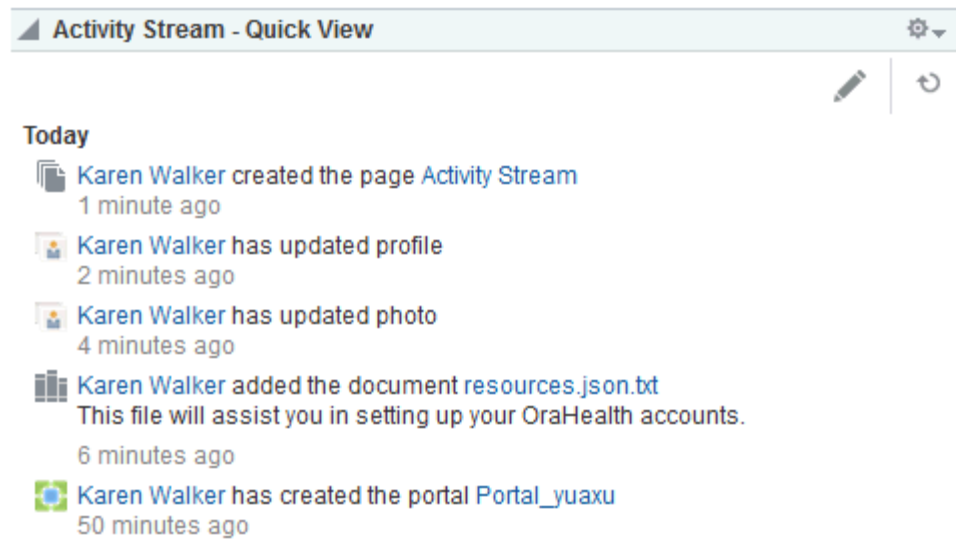 Activity Stream - Quick View
Today
Karen Walker created the page Activity Stream
1 minute ago
Karen Walker has updated profile
2 minutes ago
Karen Walker has updated photo
4 minutes ago
Karen Walker added the document resources.json.txt
This file will assist you in setting up your OraHealth accounts.
6 minutes ago
Karen Walker has created the portal Portal_yuaxu
50 minutes ago